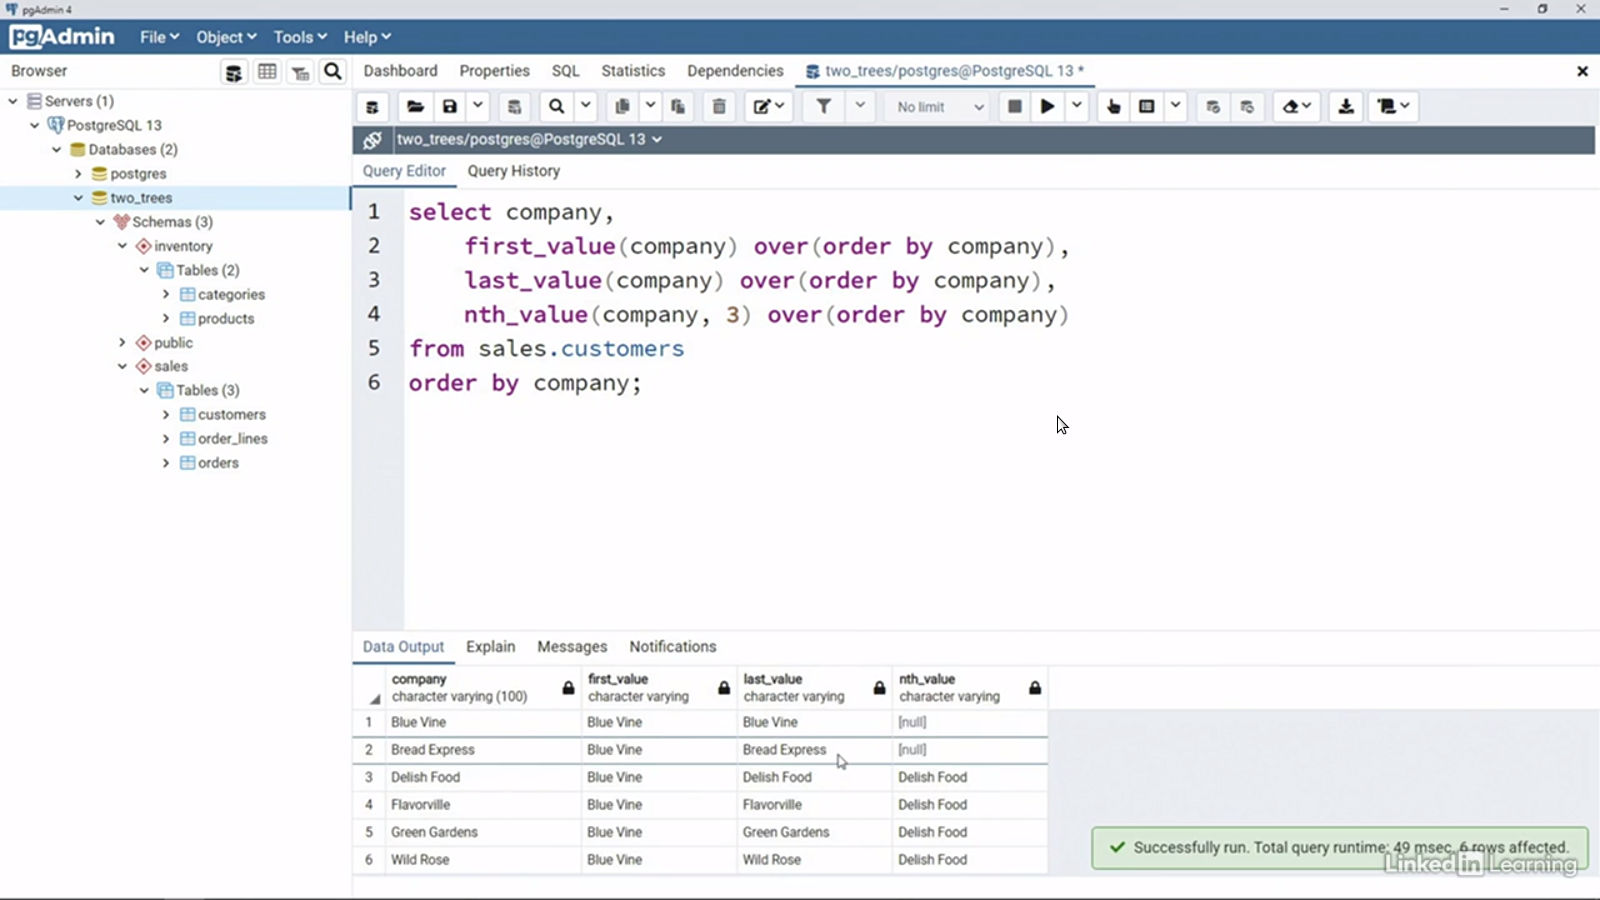 pgAdmin 4
pgAdmin File Object Tools Help
Browser
Dashboard Properties SQL Statistics Dependencies two_trees/postgres@PostgreSQL 13 *
No limit
two_trees/postgres@PostgreSQL 13
Servers (1)
PostgreSQL 13
Databases (2)
postgres
two_trees
Schemas (3)
inventory
Tables (2)
categories
products
public
sales
Tables (3)
customers
order_lines
orders
Query Editor Query History
1 select company,
2 first_value(company) over(order by company),
3 last_value(company) over(order by company),
4 nth_value(company, 3) over(order by company)
5 from sales.customers
6 order by company;
Data Output Explain Messages Notifications
company first_value last_value nth_value
character varying (100) character varying character varying character varying
1 Blue Vine Blue Vine Blue Vine [null]
2 Bread Express Blue Vine Bread Express [null]
3 Delish Food Blue Vine Delish Food Delish Food
4 Flavorville Blue Vine Flavorville Delish Food
5 Green Gardens Blue Vine Green Gardens Delish Food
6 Wild Rose Blue Vine Wild Rose Delish Food
Successfully run. Total query runtime: 49 msec. 6 rows affected.
LinkedIn Learning